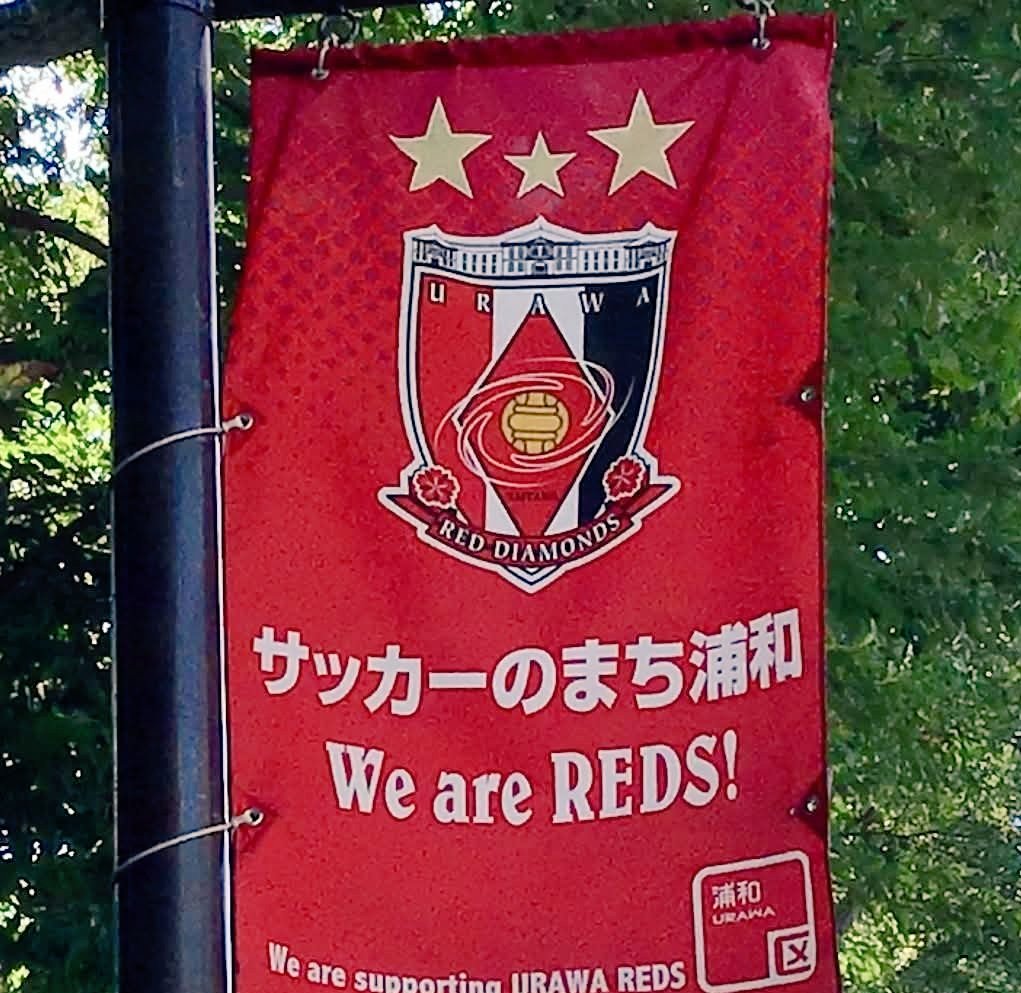 URAWA
SAITAMA
RED DIAMONDS
サッカーのまち浦和
We are REDS!
浦和
URAWA
区
We are supporting URAWA REDS